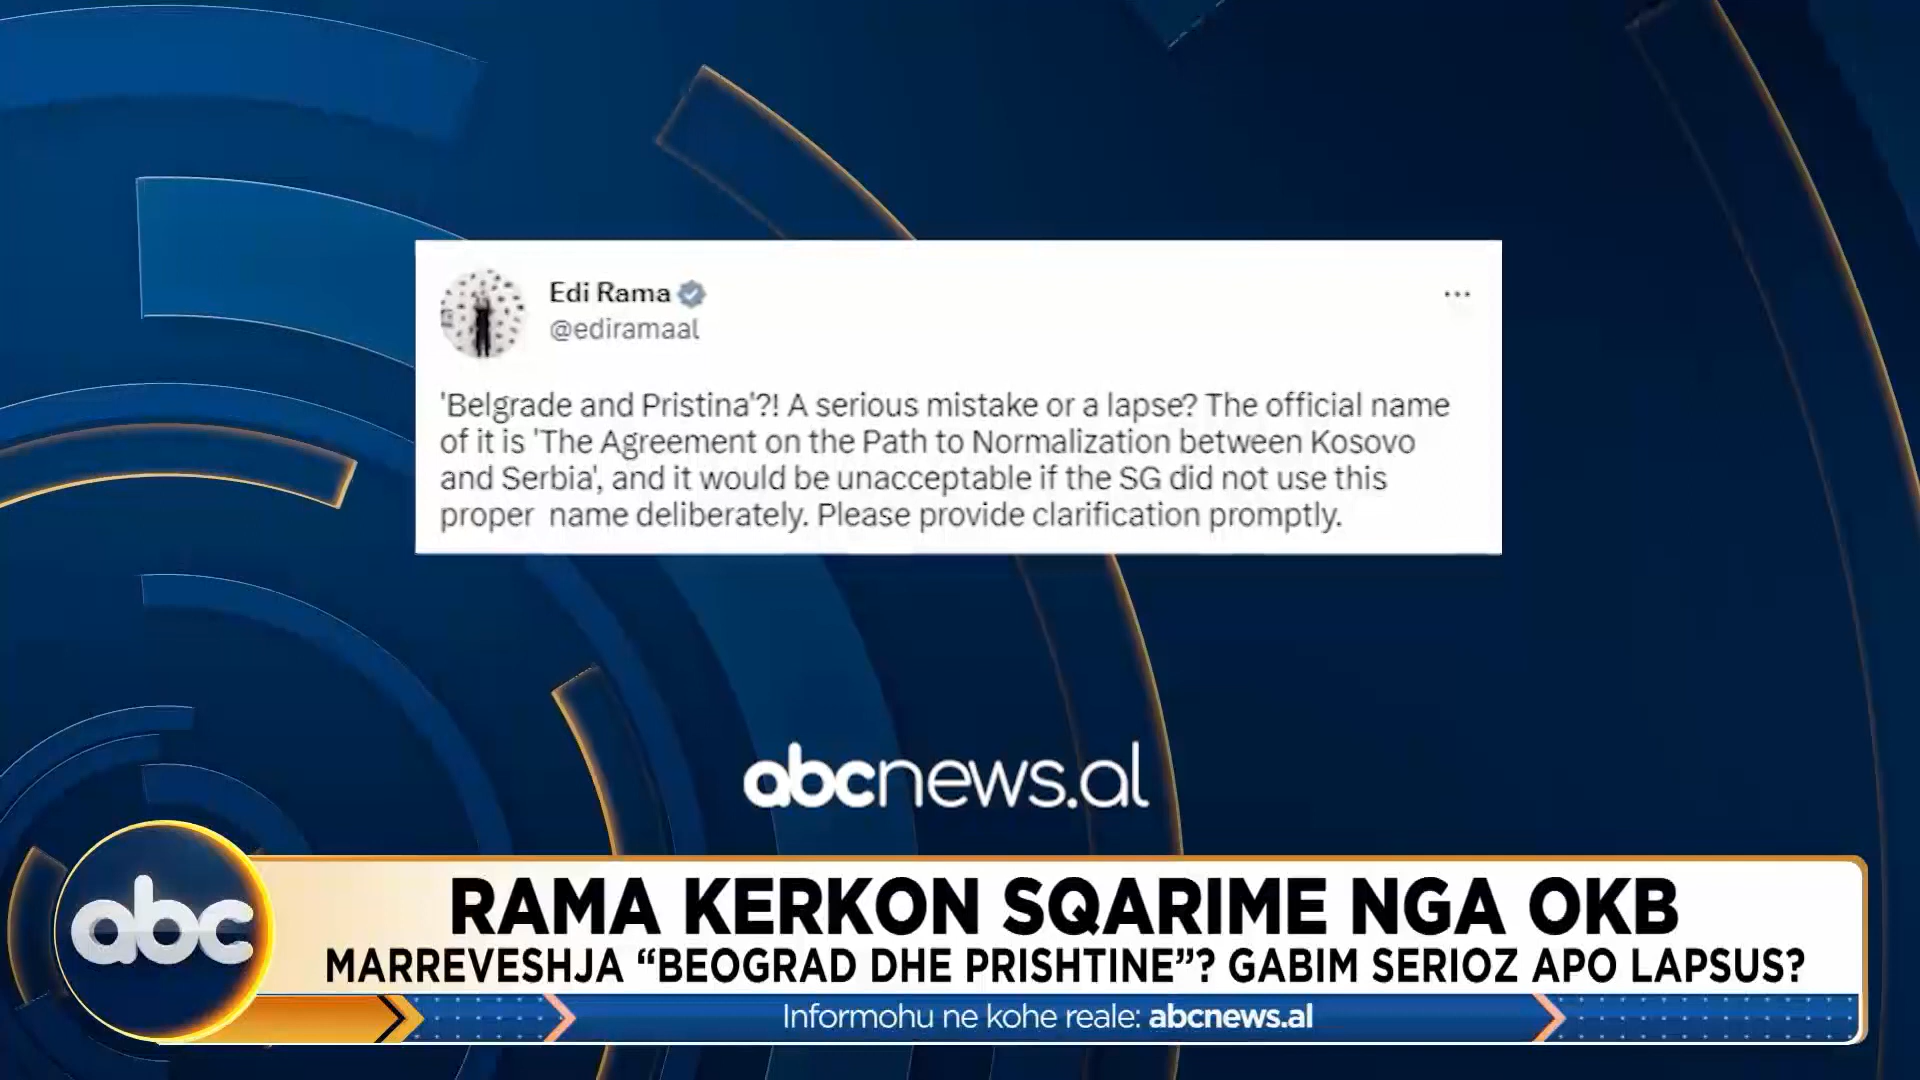 Edi Rama
@ediramaal
...
'Belgrade and Pristina'?! A serious mistake or a lapse? The official name
of it is 'The Agreement on the Path to Normalization between Kosovo
and Serbia', and it would be unacceptable if the SG did not use this
proper name deliberately. Please provide clarification promptly.
abcnews.al
abc
RAMA KERKON SQARIME NGA OKB
MARREVESHJA “BEOGRAD DHE PRISHTINE”? GABIM SERIOZ APO LAPSUS?
Informohu ne kohe reale: abcnews.al